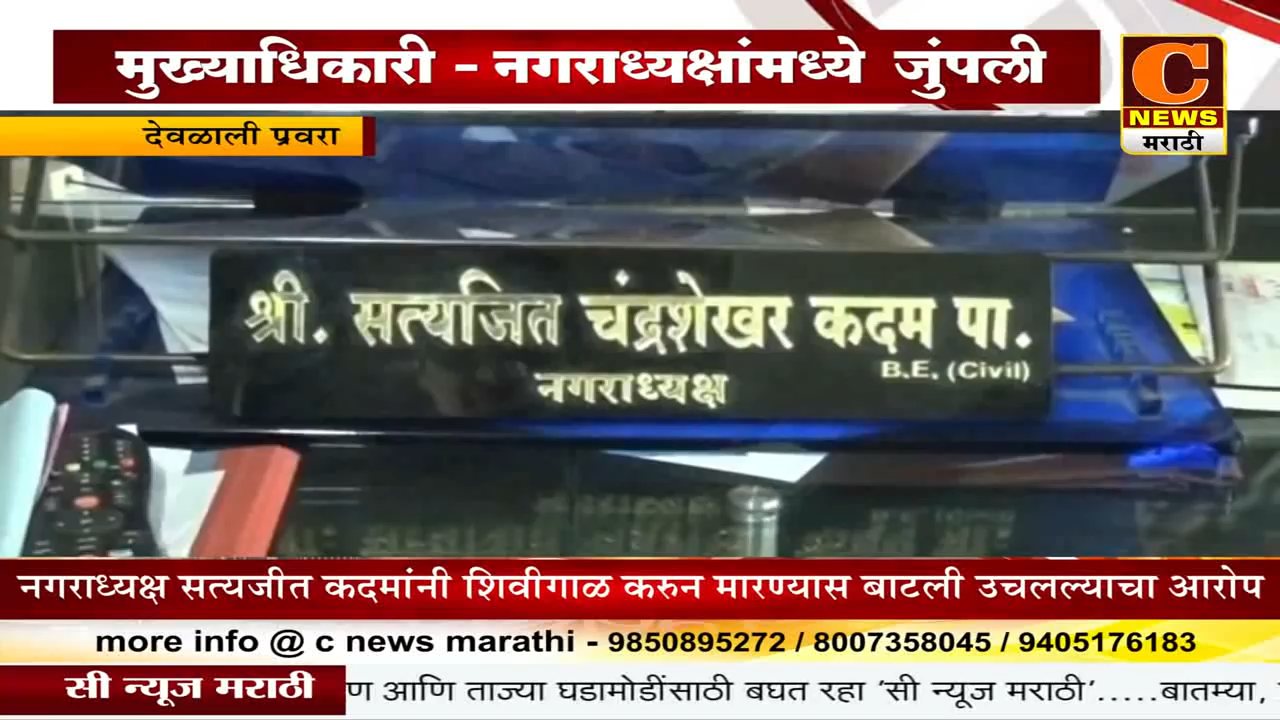 मुख्याधिकारी - नगराध्यक्षांमध्ये जुंपली
C
NEWS
मराठी
देवळाली प्रवरा
श्री. सत्यजित चंद्रशेखर कदम पा.
B.E. (Civil)
नगराध्यक्ष
नगराध्यक्ष सत्यजीत कदमांनी शिवीगाळ करुन मारण्यास बाटली उचलल्याचा आरोप
more info @ c news marathi - 9850895272 / 8007358045 / 9405176183
सी न्यूज मराठी
ण आणि ताज्या घडामोडींसाठी बघत रहा 'सी न्यूज मराठी'.....बातम्या,